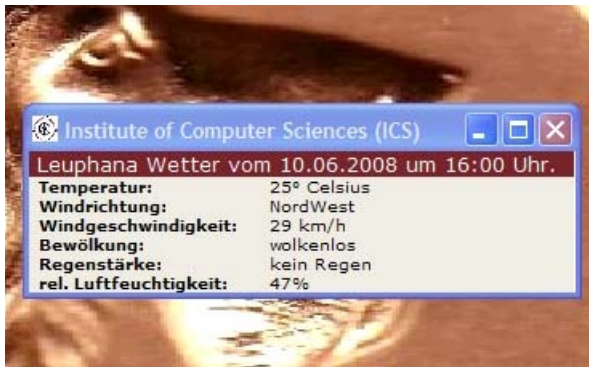 Institute of Computer Sciences (ICS)
Leuphana Wetter vom 10.06.2008 um 16:00 Uhr.
Temperatur: 25° Celsius
Windrichtung: NordWest
Windgeschwindigkeit: 29 km/h
Bewölkung: wolkenlos
Regenstärke: kein Regen
rel. Luftfeuchtigkeit: 47%